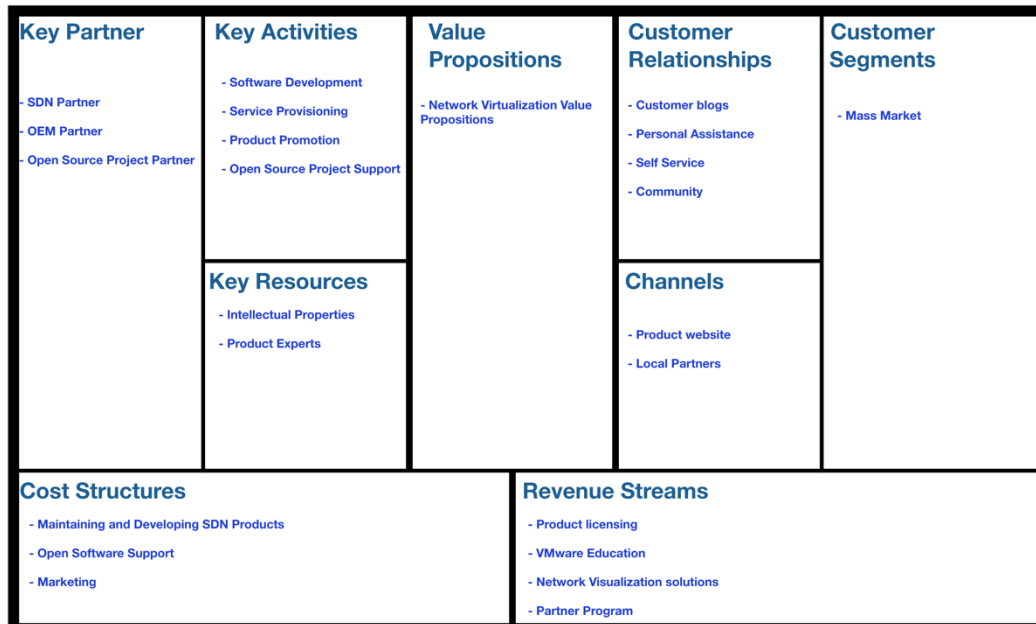 Key Partner
- SDN Partner
- OEM Partner
- Open Source Project Partner
Key Activities
- Software Development
- Service Provisioning
- Product Promotion
- Open Source Project Support
Key Resources
- Intellectual Properties
- Product Experts
Value
Propositions
- Network Virtualization Value
Propositions
Customer
Relationships
- Customer blogs
- Personal Assistance
- Self Service
- Community
Channels
- Product website
- Local Partners
Customer
Segments
- Mass Market
Cost Structures
- Maintaining and Developing SDN Products
- Open Software Support
- Marketing
Revenue Streams
- Product licensing
- VMware Education
- Network Visualization solutions
- Partner Program